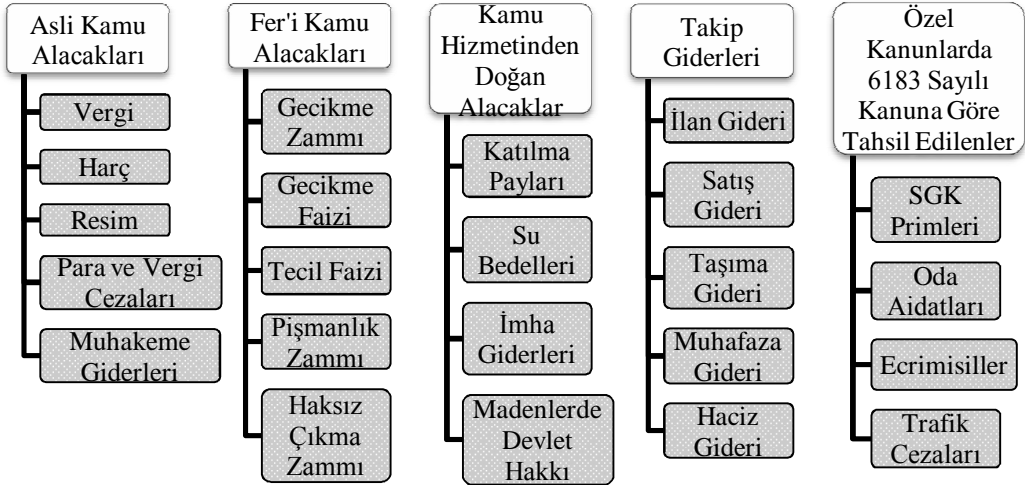 Asli Kamu
Alacakları
Vergi
Harç
Resim
Para ve Vergi
Cezaları
Muhakeme
Giderleri
Fer'i Kamu
Alacakları
Gecikme
Zammı
Gecikme
Faizi
Tecil Faizi
Pişmanlık
Zammı
Haksız
Çıkma
Zammı
Kamu
Hizmetinden
Doğan
Alacaklar
Katılma
Payları
Su
Bedelleri
İmha
Giderleri
Madenlerde
Devlet
Hakkı
Takip
Giderleri
İlan Gideri
Satış
Gideri
Taşıma
Gideri
Muhafaza
Gideri
Haciz
Gideri
Özel
Kanunlarda
6183 Sayılı
Kanuna Göre
Tahsil Edilenler
SGK
Primleri
Oda
Aidatları
Ecrimisiller
Trafik
Cezaları